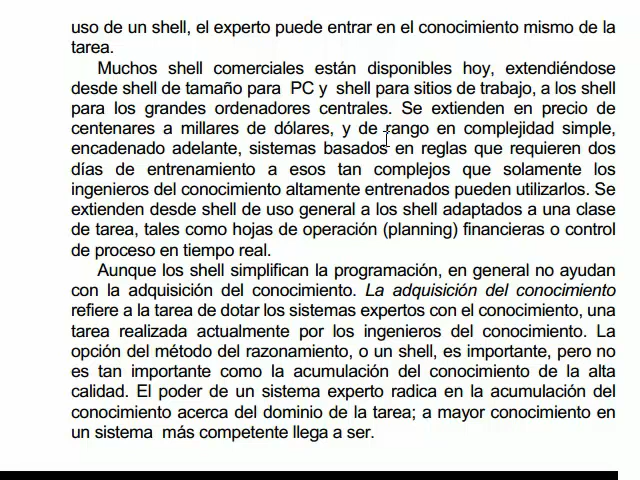 uso de un shell, el experto puede entrar en el conocimiento mismo de la
tarea.
Muchos shell comerciales están disponibles hoy, extendiéndose
desde shell de tamaño para PC y shell para sitios de trabajo, a los shell
para los grandes ordenadores centrales. Se extienden en precio de
centenares a millares de dólares, y de rango en complejidad simple,
encadenado adelante, sistemas basados en reglas que requieren dos
días de entrenamiento a esos tan complejos que solamente los
ingenieros del conocimiento altamente entrenados pueden utilizarlos. Se
extienden desde shell de uso general a los shell adaptados a una clase
de tarea, tales como hojas de operación (planning) financieras o control
de proceso en tiempo real.
Aunque los shell simplifican la programación, en general no ayudan
con la adquisición del conocimiento. La adquisición del conocimiento
refiere a la tarea de dotar los sistemas expertos con el conocimiento, una
tarea realizada actualmente por los ingenieros del conocimiento. La
opción del método del razonamiento, o un shell, es importante, pero no
es tan importante como la acumulación del conocimiento de la alta
calidad. El poder de un sistema experto radica en la acumulación del
conocimiento acerca del dominio de la tarea; a mayor conocimiento en
un sistema más competente llega a ser.